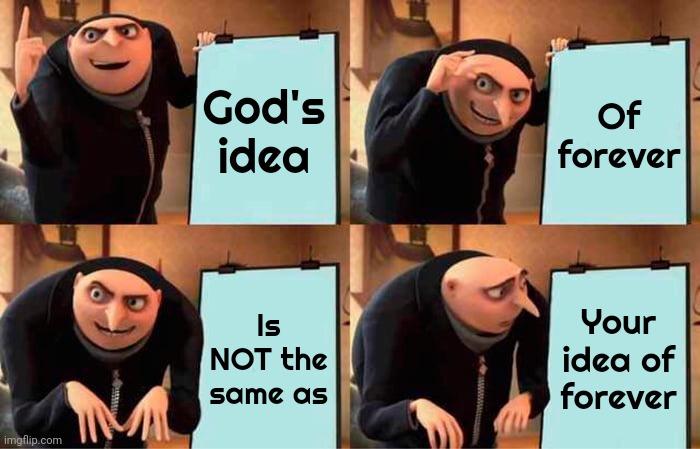 God's
idea
Of
forever
Is
NOT the
same as
Your
idea of
forever
imgflip.com